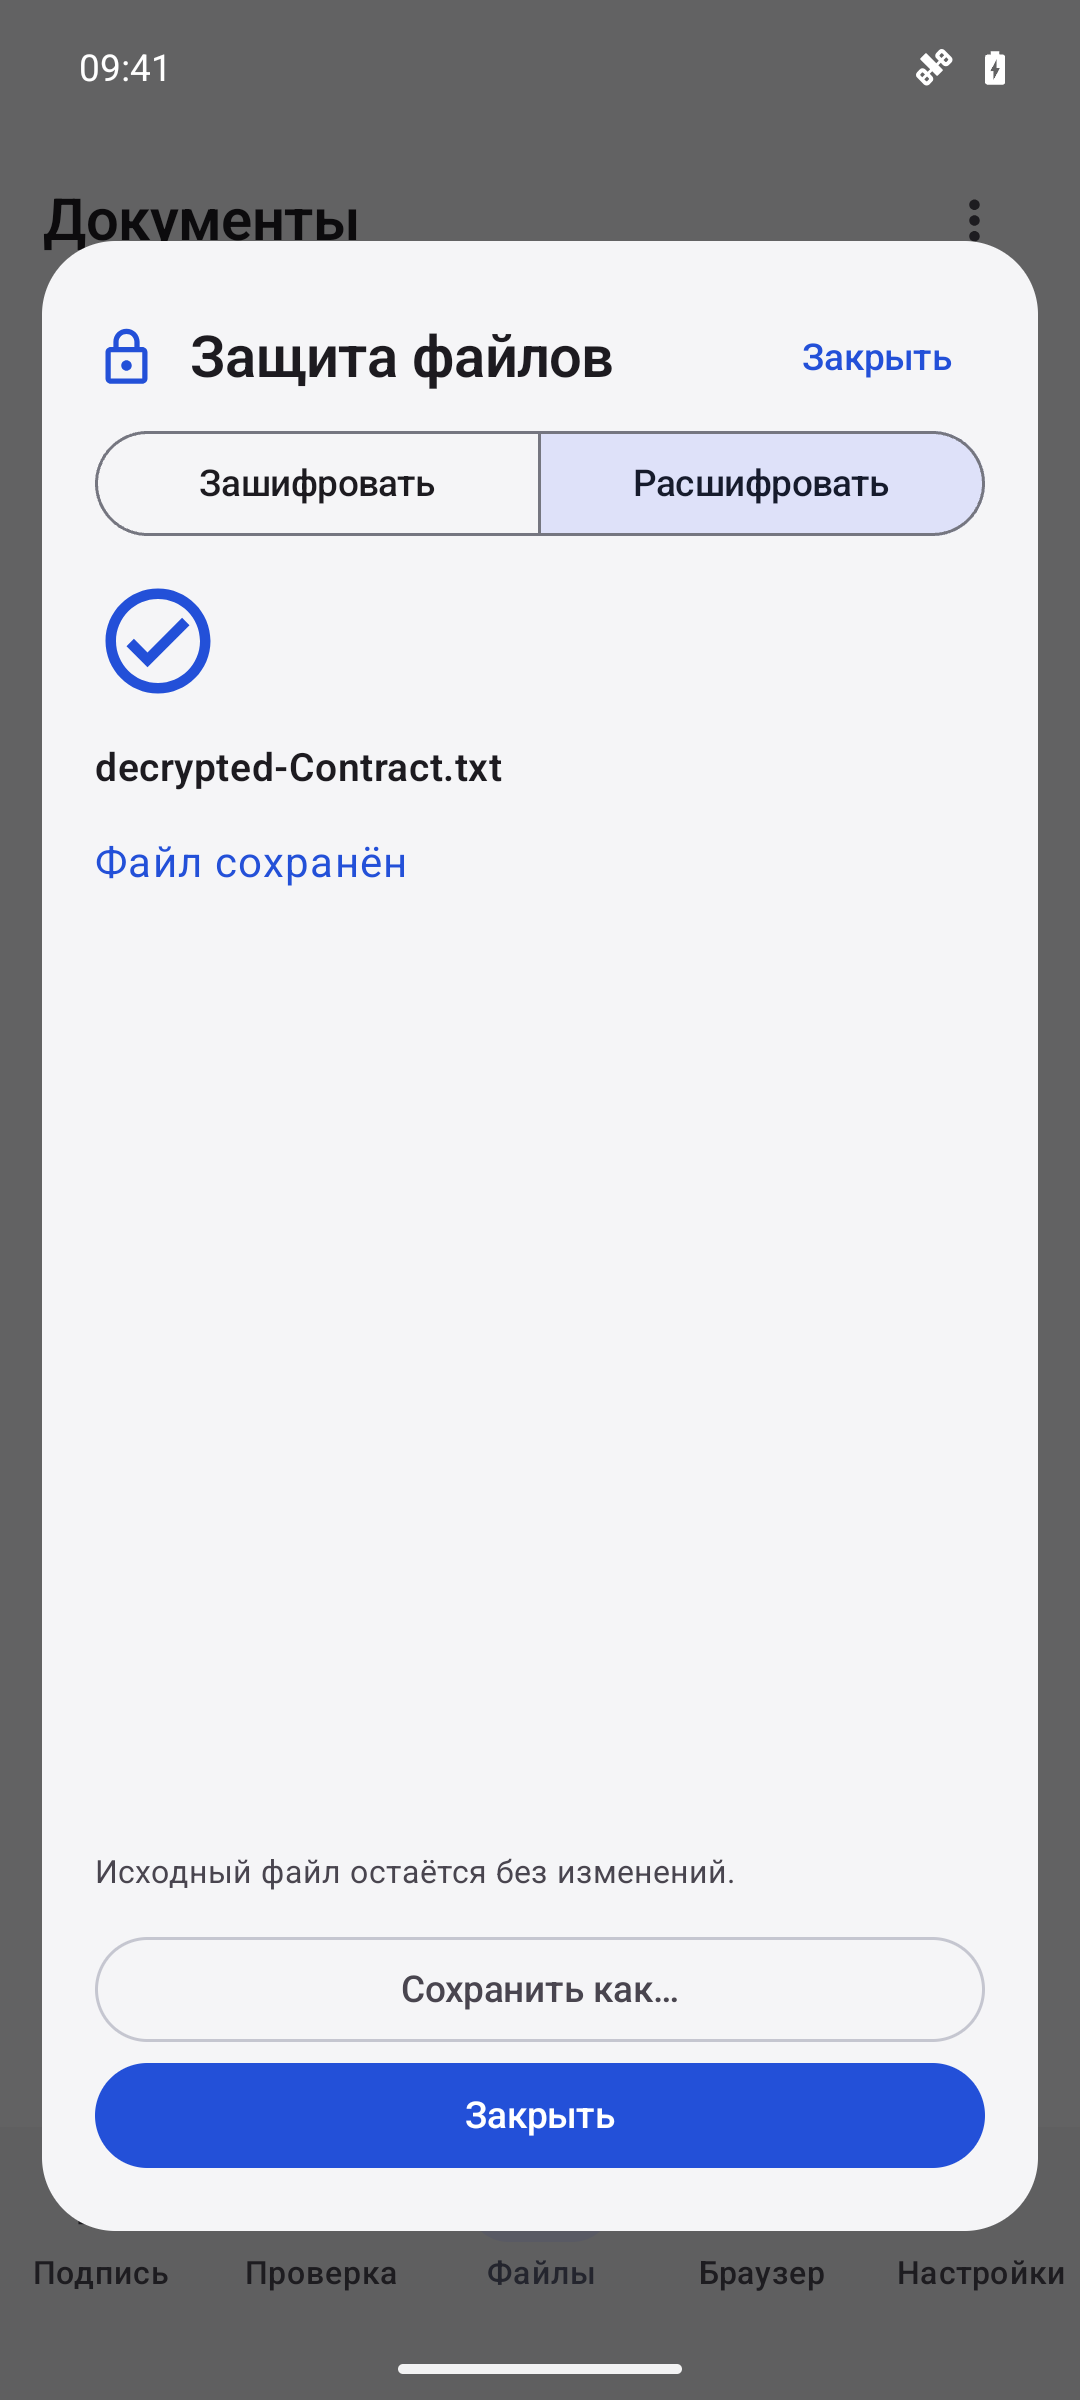 09:41
Документы
Защита файлов
Закрыть
Зашифровать
Расшифровать
decrypted-Contract.txt
Файл сохранён
Исходный файл остаётся без изменений.
Сохранить как…
Закрыть
Подпись
Проверка
Файлы
Браузер
Настройки